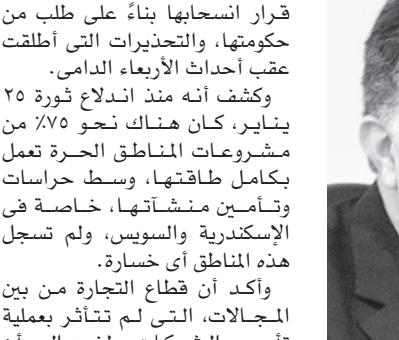 قرار انسحابها بناءً على طلب من
حكومتها، والتحذيرات التى أطلقت
عقب أحداث الأربعاء الدامى.
وكشف أنه منذ اندلاع ثورة ٢٥
يناير، كان هناك نحو ٧٥٪ من
مشروعات المناطق الحرة تعمل
بكامل طاقتها، وسط حراسات
وتأمين منشآتها، خاصة فى
الإسكندرية والسويس، ولم تسجل
هذه المناطق أى خسارة.
وأكد أن قطاع التجارة من بين
المجالات، التى لم تتأثر بعملية